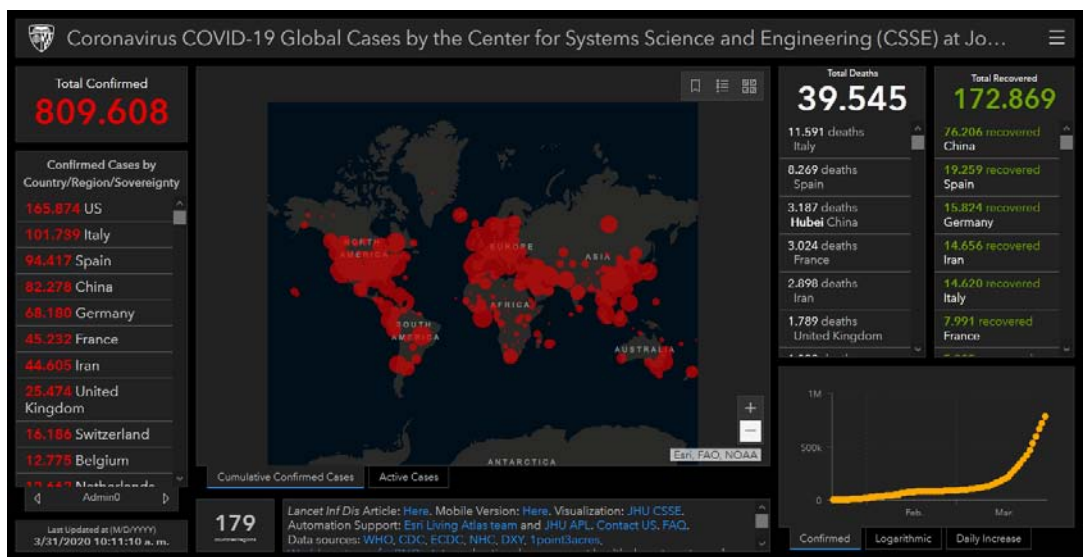 Coronavirus COVID-19 Global Cases by the Center for Systems Science and Engineering (CSSE) at Jo...
Total Confirmed
809.608
Confirmed Cases by
Country/Region/Sovereignty
165.874 US
101.739 Italy
94.417 Spain
82.278 China
68.180 Germany
45.232 France
44.605 Iran
25.474 United
Kingdom
16.186 Switzerland
12.775 Belgium
Netherlands
Admin0
Last Updated at (M/D/YYYY)
3/31/2020 10:11:10 a. m.
NORTH
AMERICA
EUROPE
ASIA
AFRICA
SOUTH
AMERICA
AUSTRALIA
ANTARCTICA
+
−
Esri, FAO, NOAA
Cumulative Confirmed Cases
Active Cases
179
Lancet Inf Dis Article: Here. Mobile Version: Here. Visualization: JHU CSSE.
Automation Support: Esri Living Atlas team and JHU APL. Contact US. FAQ.
Data sources: WHO, CDC, ECDC, NHC, DXY, 1point3acres,
Total Deaths
39.545
11.591 deaths
Italy
8.269 deaths
Spain
3.187 deaths
Hubei China
3.024 deaths
France
2.898 deaths
Iran
1.789 deaths
United Kingdom
Total Recovered
172.869
76.206 recovered
China
19.259 recovered
Spain
15.824 recovered
Germany
14.656 recovered
Iran
14.620 recovered
Italy
7.991 recovered
France
1M
500k
0
Feb.
Mar.
Confirmed
Logarithmic
Daily Increase